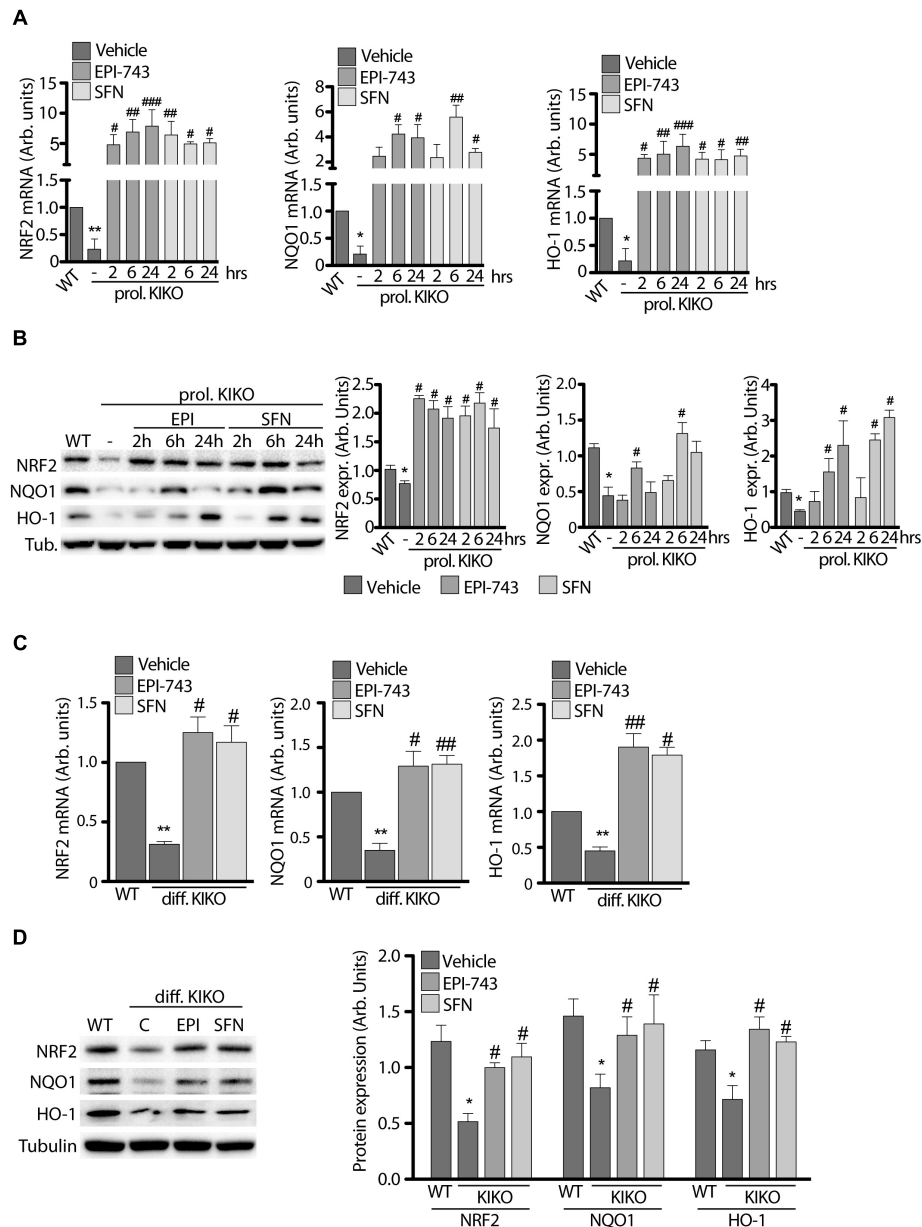 A
Vehicle
EPI-743
SFN
NRF2 mRNA (Arb. units)
10
7.5
5
2.5
1.0
0.5
0.0
** # ## ### ## # #
WT - 2 6 24 2 6 24 hrs
prol. KIKO
Vehicle
EPI-743
SFN
NQO1 mRNA (Arb. units)
8
6
4
2
1.5
1.0
0.5
0.0
* # # ## #
WT - 2 6 24 2 6 24 hrs
prol. KIKO
Vehicle
EPI-743
SFN
HO-1 mRNA (Arb. units)
10
7.5
5
2.5
1.0
0.5
0
* # ## ### # # ##
WT - 2 6 24 2 6 24 hrs
prol. KIKO
B
prol. KIKO
EPI SFN
WT - 2h 6h 24h 2h 6h 24h
NRF2
NQO1
HO-1
Tub.
NRF2 expr. (Arb. Units)
2.5
2.0
1.5
1.0
0.5
0.0
* # # # # # #
WT - 2 6 24 2 6 24 hrs
prol. KIKO
NQO1 expr. (Arb. Units)
2.0
1.5
1.0
0.5
0
* # #
WT - 2 6 24 2 6 24 hrs
prol. KIKO
HO-1 expr. (Arb. Units)
4
3
2
1
0
* # # # #
WT - 2 6 24 2 6 24 hrs
prol. KIKO
Vehicle EPI-743 SFN
C
Vehicle
EPI-743
SFN
NRF2 mRNA (Arb. units)
1.5
1.0
0.5
0
** # #
WT diff. KIKO
Vehicle
EPI-743
SFN
NQO1 mRNA (Arb. units)
2.0
1.5
1.0
0.5
0
** # ##
WT diff. KIKO
Vehicle
EPI-743
SFN
HO-1 mRNA (Arb. units)
2.5
2.0
1.5
1.0
0.5
0
** ## #
WT diff. KIKO
D
diff. KIKO
WT C EPI SFN
NRF2
NQO1
HO-1
Tubulin
Vehicle
EPI-743
SFN
Protein expression (Arb. Units)
2.0
1.5
1.0
0.5
0.0
* # # * # # * # #
WT KIKO WT KIKO WT KIKO
NRF2 NQO1 HO-1